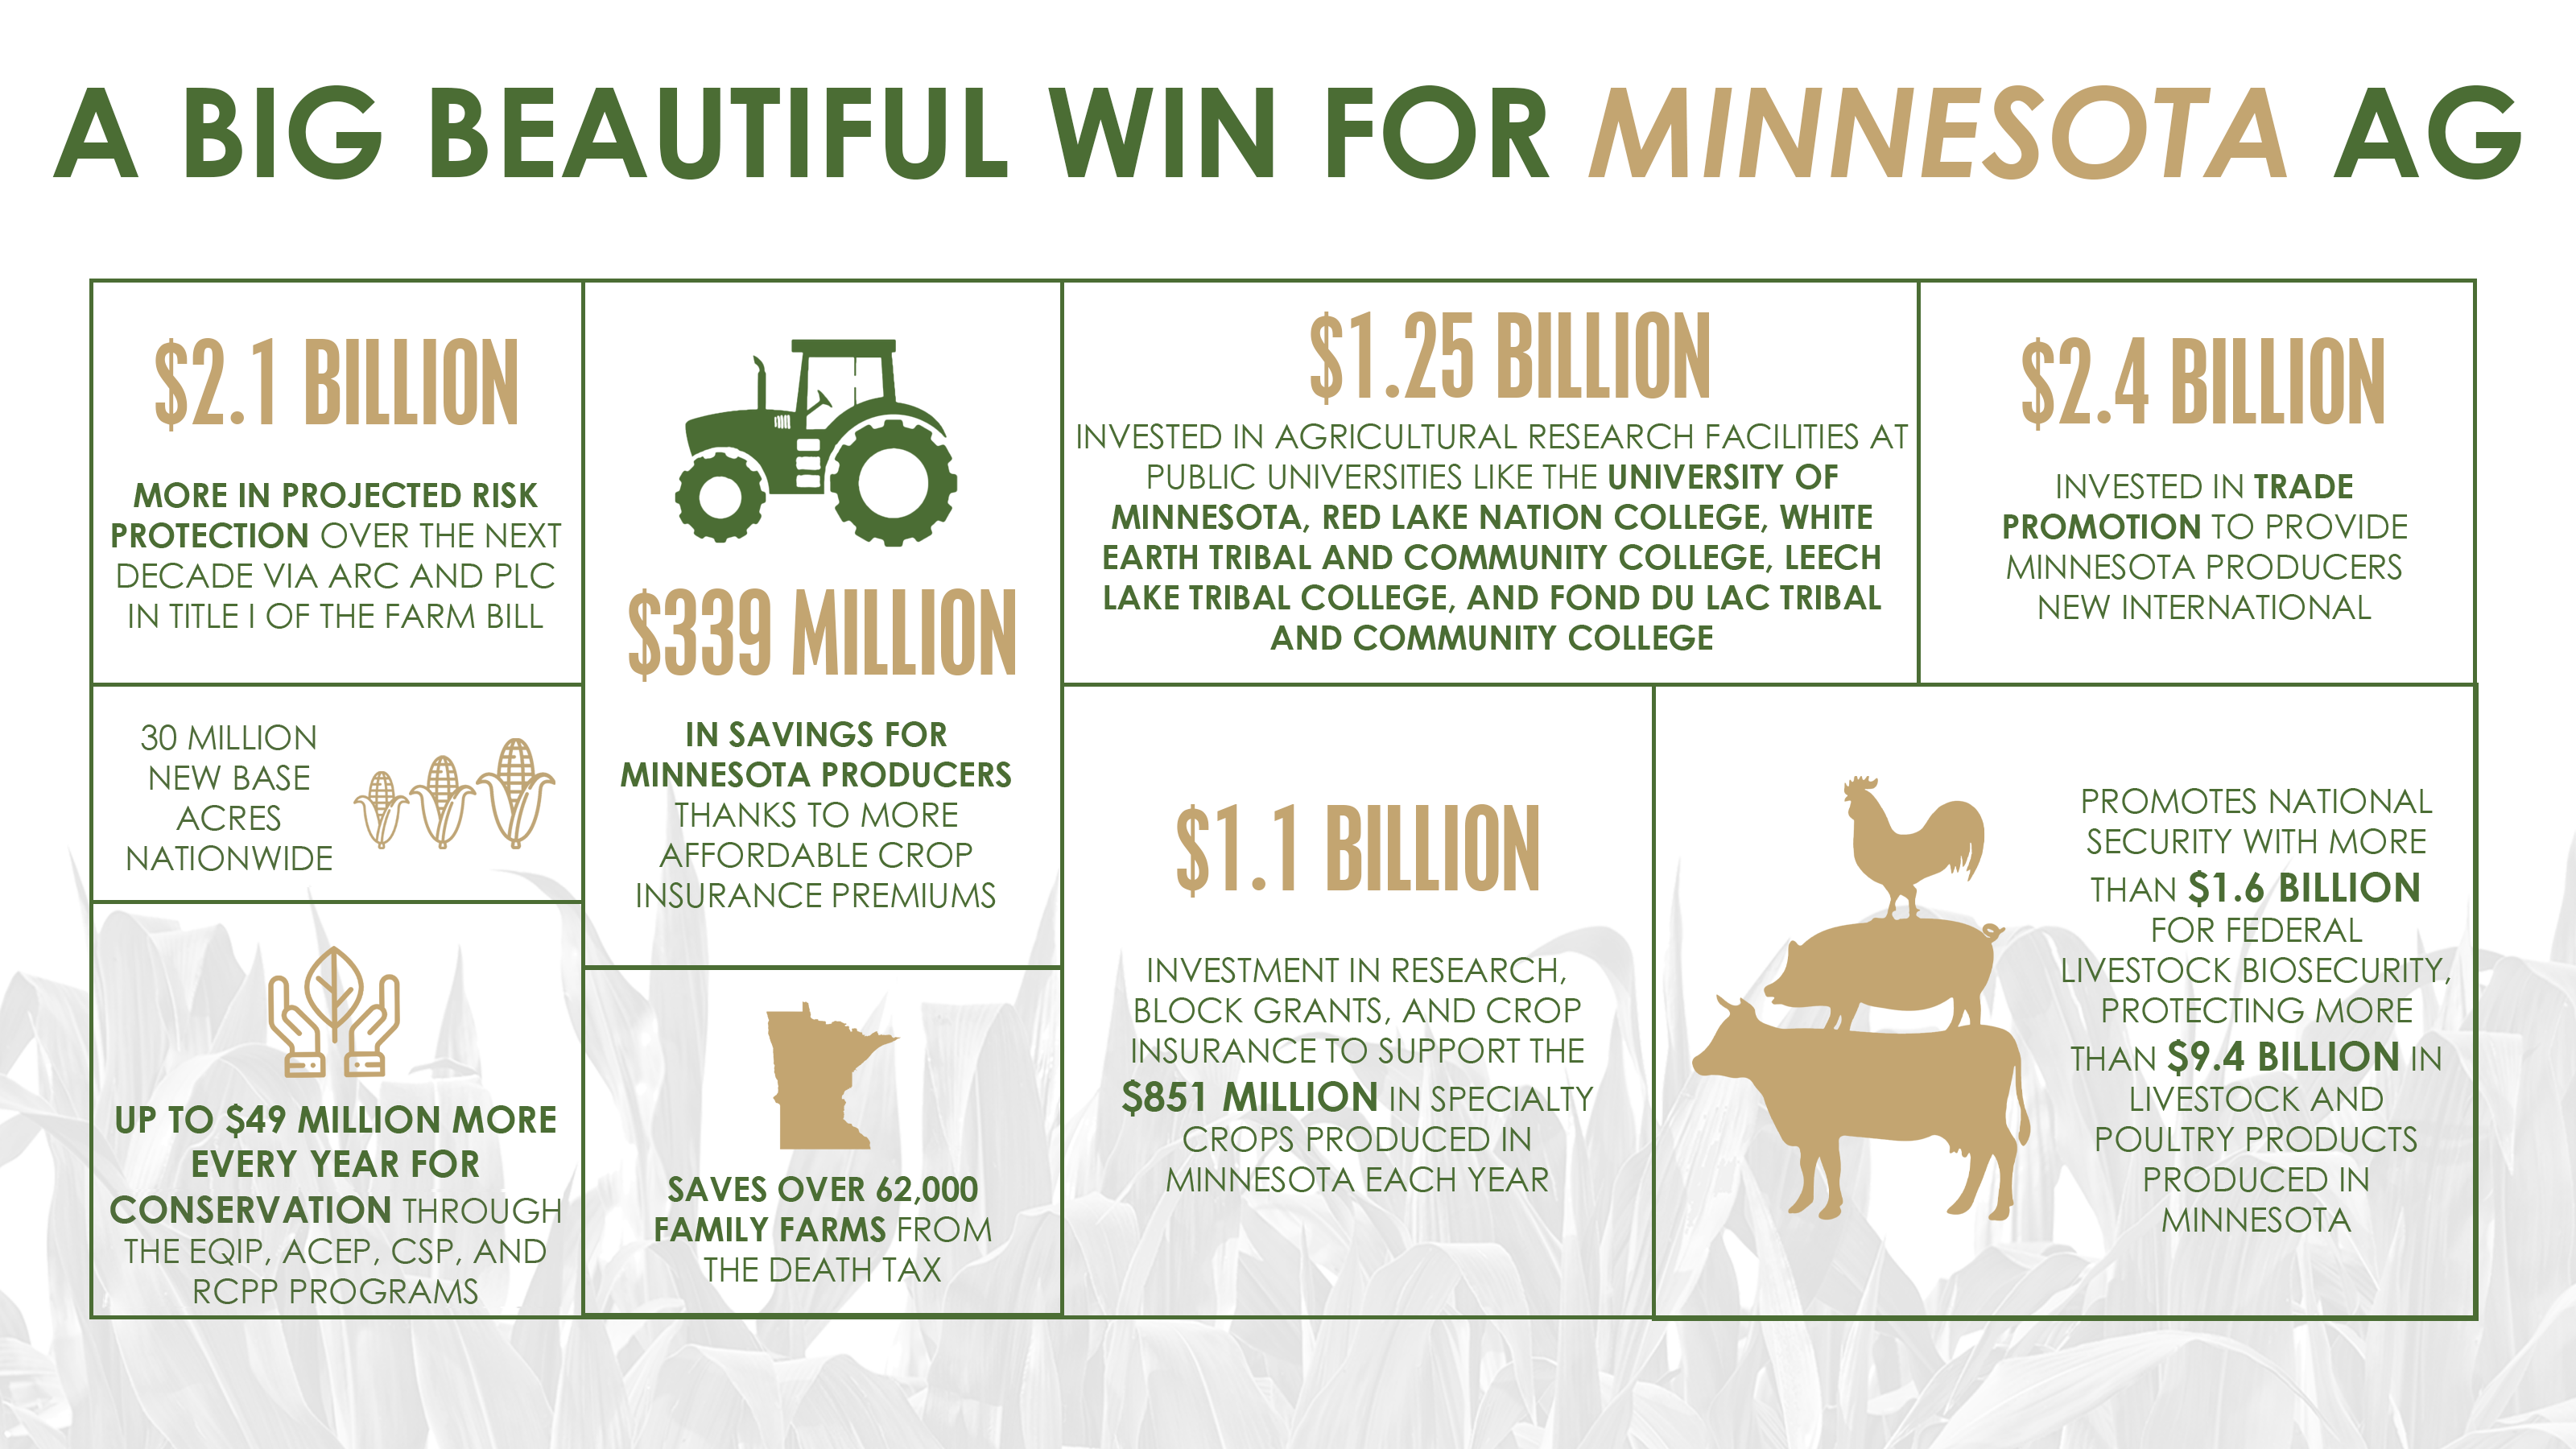 A BIG BEAUTIFUL WIN FOR MINNESOTA AG
$2.1 BILLION
MORE IN PROJECTED RISK
PROTECTION OVER THE NEXT
DECADE VIA ARC AND PLC
IN TITLE I OF THE FARM BILL
30 MILLION
NEW BASE
ACRES
NATIONWIDE
UP TO $49 MILLION MORE
EVERY YEAR FOR
CONSERVATION THROUGH
THE EQIP, ACEP, CSP, AND
RCPP PROGRAMS
$339 MILLION
IN SAVINGS FOR
MINNESOTA PRODUCERS
THANKS TO MORE
AFFORDABLE CROP
INSURANCE PREMIUMS
SAVES OVER 62,000
FAMILY FARMS FROM
THE DEATH TAX
$1.25 BILLION
INVESTED IN AGRICULTURAL RESEARCH FACILITIES AT
PUBLIC UNIVERSITIES LIKE THE UNIVERSITY OF
MINNESOTA, RED LAKE NATION COLLEGE, WHITE
EARTH TRIBAL AND COMMUNITY COLLEGE, LEECH
LAKE TRIBAL COLLEGE, AND FOND DU LAC TRIBAL
AND COMMUNITY COLLEGE
$2.4 BILLION
INVESTED IN TRADE
PROMOTION TO PROVIDE
MINNESOTA PRODUCERS
NEW INTERNATIONAL
$1.1 BILLION
INVESTMENT IN RESEARCH,
BLOCK GRANTS, AND CROP
INSURANCE TO SUPPORT THE
$851 MILLION IN SPECIALTY
CROPS PRODUCED IN
MINNESOTA EACH YEAR
PROMOTES NATIONAL
SECURITY WITH MORE
THAN $1.6 BILLION
FOR FEDERAL
LIVESTOCK BIOSECURITY,
PROTECTING MORE
THAN $9.4 BILLION IN
LIVESTOCK AND
POULTRY PRODUCTS
PRODUCED IN
MINNESOTA